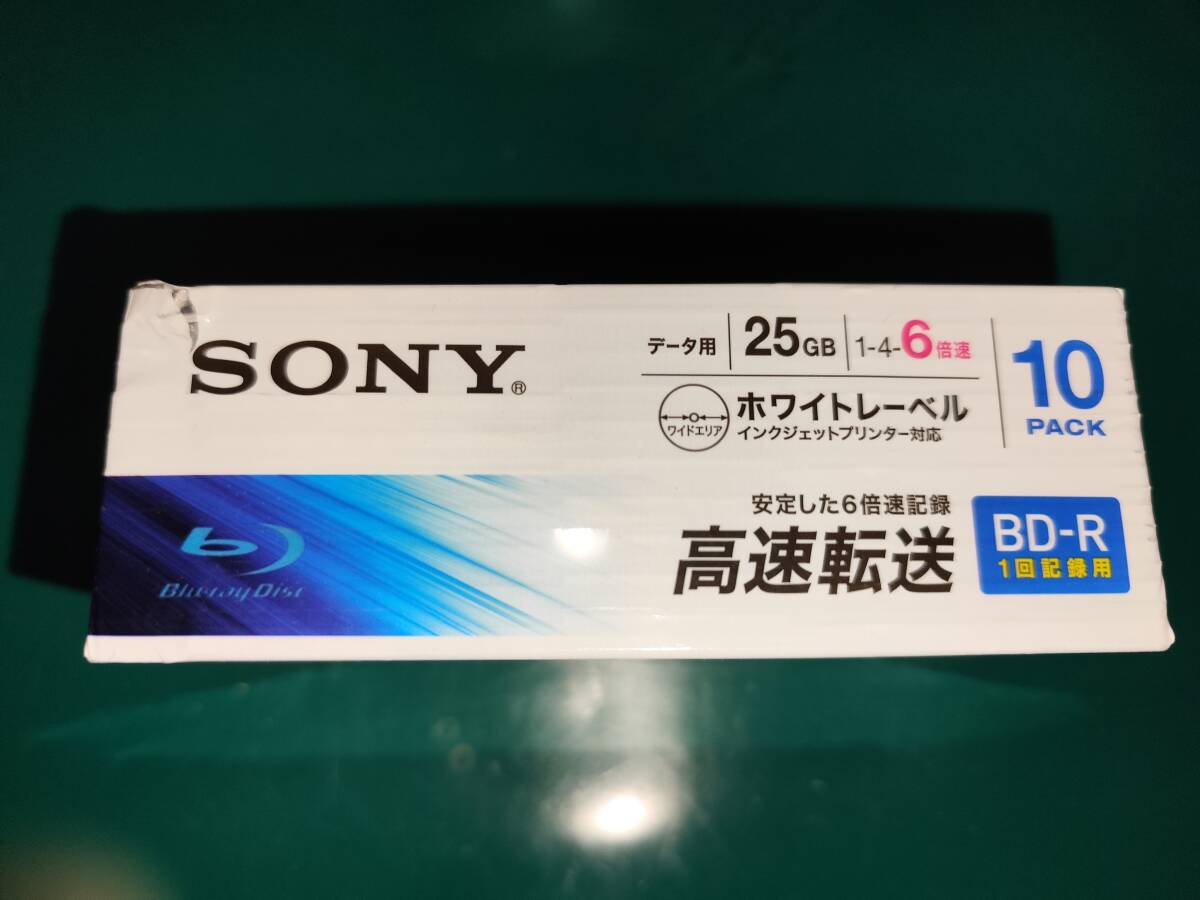 SONY®
データ用 25GB 1-4-6倍速
ワイドエリア
ホワイトレーベル
インクジェットプリンター対応
10
PACK
Blu-ray Disc
安定した6倍速記録
高速転送
BD-R
1回記録用